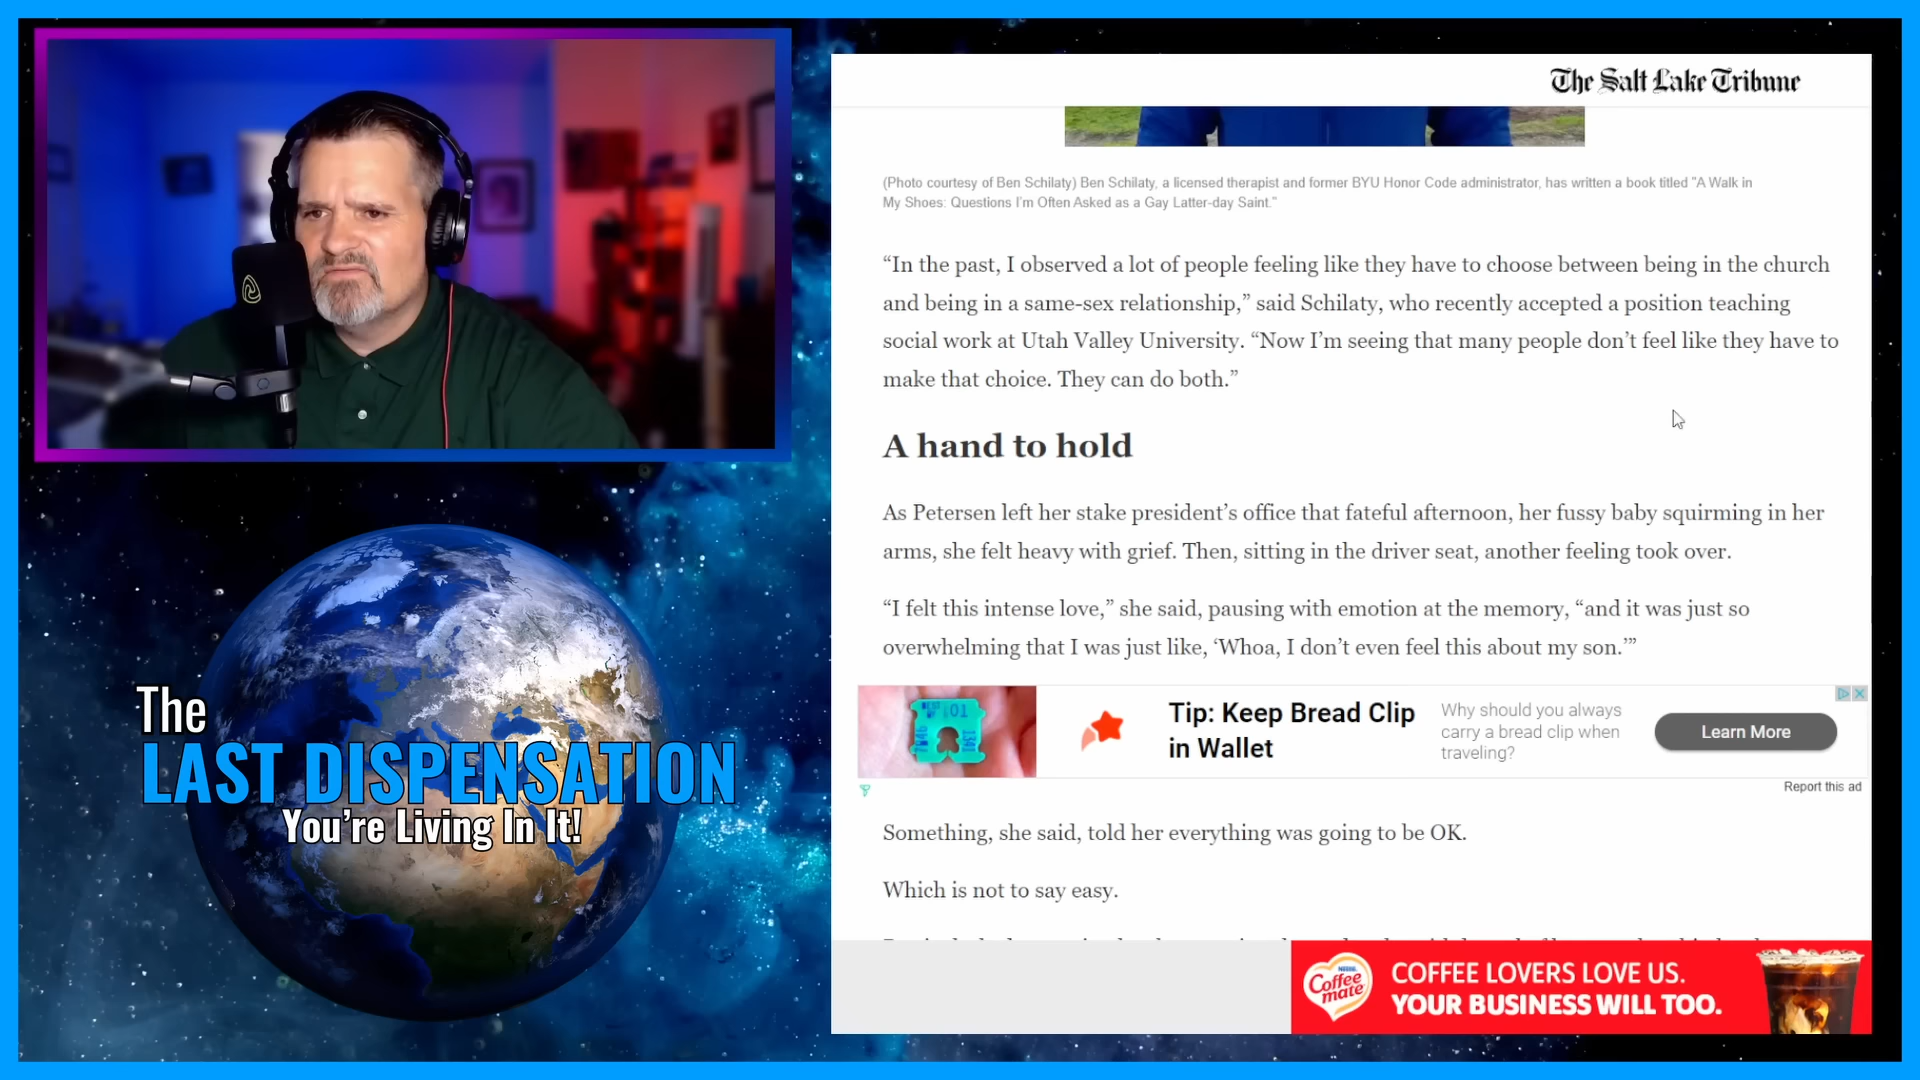 The Salt Lake Tribune
(Photo courtesy of Ben Schilaty) Ben Schilaty, a licensed therapist and former BYU Honor Code administrator, has written a book titled "A Walk in
My Shoes: Questions I'm Often Asked as a Gay Latter-day Saint."
“In the past, I observed a lot of people feeling like they have to choose between being in the church
and being in a same-sex relationship,” said Schilaty, who recently accepted a position teaching
social work at Utah Valley University. “Now I’m seeing that many people don’t feel like they have to
make that choice. They can do both.”
A hand to hold
As Petersen left her stake president’s office that fateful afternoon, her fussy baby squirming in her
arms, she felt heavy with grief. Then, sitting in the driver seat, another feeling took over.
“I felt this intense love,” she said, pausing with emotion at the memory, “and it was just so
overwhelming that I was just like, ‘Whoa, I don’t even feel this about my son.’”
Tip: Keep Bread Clip
in Wallet
Why should you always
carry a bread clip when
traveling?
Learn More
Report this ad
Something, she said, told her everything was going to be OK.
Which is not to say easy.
Nestle
Coffee
mate
COFFEE LOVERS LOVE US.
YOUR BUSINESS WILL TOO.
The
LAST DISPENSATION
You're Living In It!